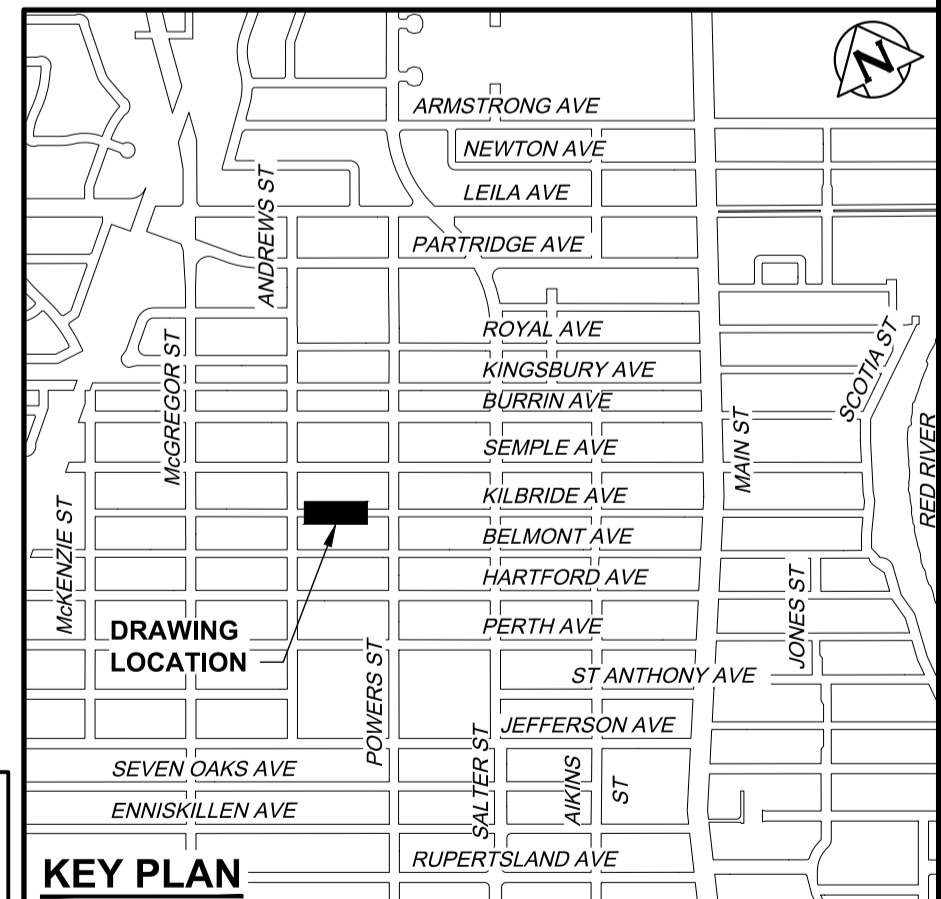 N
ARMSTRONG AVE
NEWTON AVE
LEILA AVE
ANDREWS ST
PARTRIDGE AVE
ROYAL AVE
McGREGOR ST
KINGSBURY AVE
SCOTIA ST
BURRIN AVE
SEMPLE AVE
MAIN ST
RED RIVER
KILBRIDE AVE
BELMONT AVE
McKENZIE ST
HARTFORD AVE
JONES ST
PERTH AVE
DRAWING
LOCATION
ST ANTHONY AVE
POWERS ST
JEFFERSON AVE
SEVEN OAKS AVE
SALTER ST
AIKINS
ST
ENNISKILLEN AVE
RUPERTSLAND AVE
KEY PLAN